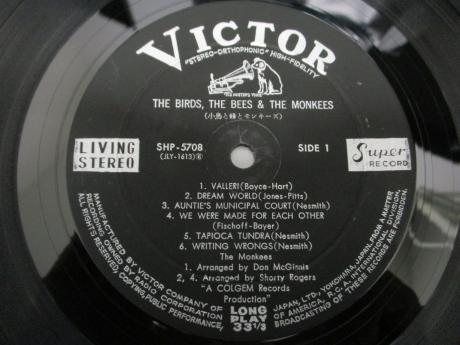 VICTOR
"STEREO-ORTHOPHONIC" HIGH-FIDELITY
"HIS MASTER'S VOICE"
THE BIRDS, THE BEES & THE MONKEES
(小鳥と蜂とモンキーズ)
LIVING STEREO
SHP-5708
(JLY-1613)Ⓡ
SIDE 1
Super RECORD
1. VALLERI(Boyce-Hart)
2. DREAM WORLD(Jones-Pitts)
3. AUNTIE'S MUNICIPAL COURT(Nesmith)
4. WE WERE MADE FOR EACH OTHER
(Fischoff-Bayer)
5. TAPIOCA TUNDRA(Nesmith)
6. WRITING WRONGS(Nesmith)
The Monkees
1. Arranged by Don McGinnis
2, 4. Arranged by Shorty Rogers
"A COLGEM Records
Production"
LONG PLAY
33 1/3
MANUFACTURED BY VICTOR COMPANY OF JAPAN, LTD., YOKOHAMA, JAPAN, FROM A MASTER
RECORDING OWNED BY RADIO CORPORATION OF AMERICA, R.C.A. INTERNATIONAL DIVISION,
ALL RIGHTS RESERVED, COPYING, PUBLIC PERFORMANCE, BROADCASTING OF THESE RECORDS ARE FORBIDDEN.